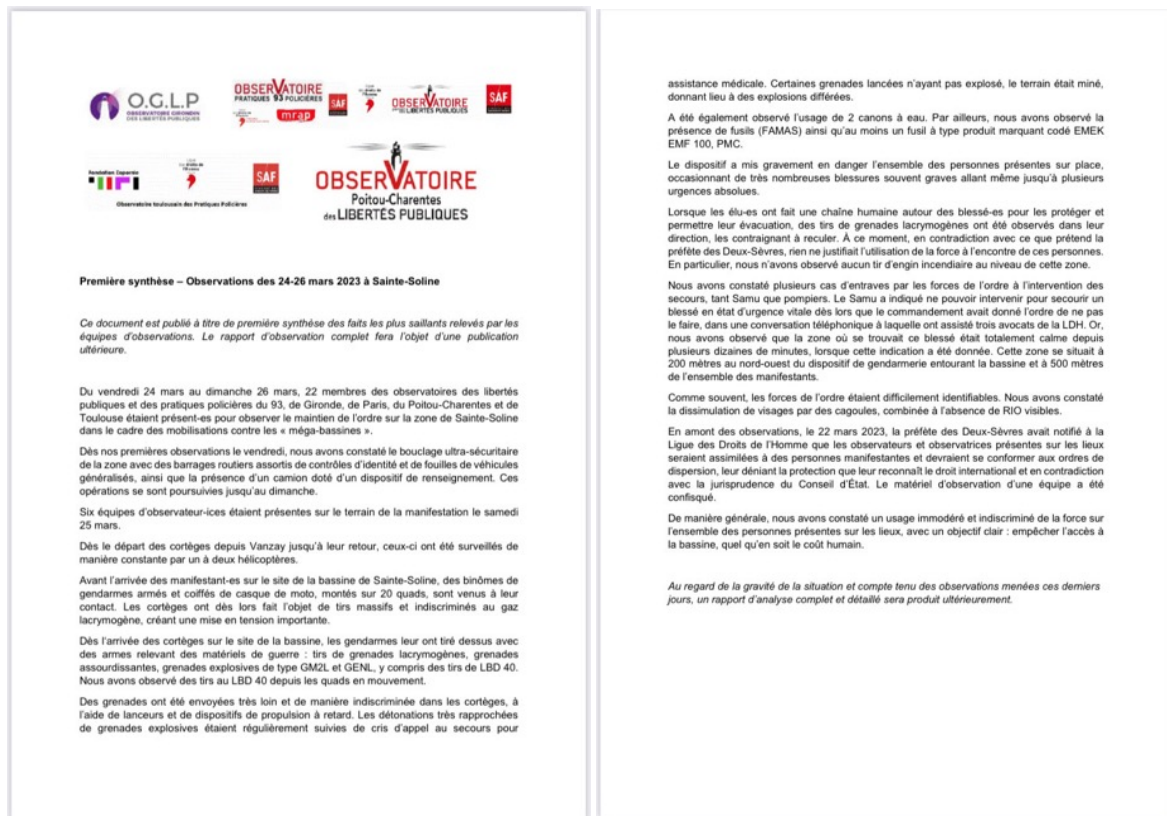 O.G.L.P
OBSERVATOIRE GIRONDIN
DES LIBERTÉS PUBLIQUES
OBSERVATOIRE
PRATIQUES 93 POLICIÈRES
SAF
mrap
OBSERVATOIRE
DES LIBERTÉS PUBLIQUES
SAF
Fondation Copernic
SAF
Observatoire toulousain des Pratiques Policières
OBSERVATOIRE
Poitou-Charentes
des LIBERTÉS PUBLIQUES
Première synthèse – Observations des 24-26 mars 2023 à Sainte-Soline
Ce document est publié à titre de première synthèse des faits les plus saillants relevés par les
équipes d'observations. Le rapport d'observation complet fera l'objet d'une publication
ultérieure.
Du vendredi 24 mars au dimanche 26 mars, 22 membres des observatoires des libertés
publiques et des pratiques policières du 93, de Gironde, de Paris, du Poitou-Charentes et de
Toulouse étaient présent-es pour observer le maintien de l'ordre sur la zone de Sainte-Soline
dans le cadre des mobilisations contre les « méga-bassines ».
Dès nos premières observations le vendredi, nous avons constaté le bouclage ultra-sécuritaire
de la zone avec des barrages routiers assortis de contrôles d'identité et de fouilles de véhicules
généralisés, ainsi que la présence d'un camion doté d'un dispositif de renseignement. Ces
opérations se sont poursuivies jusqu'au dimanche.
Six équipes d'observateur-ices étaient présentes sur le terrain de la manifestation le samedi
25 mars.
Dès le départ des cortèges depuis Vanzay jusqu'à leur retour, ceux-ci ont été surveillés de
manière constante par un à deux hélicoptères.
Avant l'arrivée des manifestant-es sur le site de la bassine de Sainte-Soline, des binômes de
gendarmes armés et coiffés de casque de moto, montés sur 20 quads, sont venus à leur
contact. Les cortèges ont dès lors fait l'objet de tirs massifs et indiscriminés au gaz
lacrymogène, créant une mise en tension importante.
Dès l'arrivée des cortèges sur le site de la bassine, les gendarmes leur ont tiré dessus avec
des armes relevant des matériels de guerre : tirs de grenades lacrymogènes, grenades
assourdissantes, grenades explosives de type GM2L et GENL, y compris des tirs de LBD 40.
Nous avons observé des tirs au LBD 40 depuis les quads en mouvement.
Des grenades ont été envoyées très loin et de manière indiscriminée dans les cortèges, à
l'aide de lanceurs et de dispositifs de propulsion à retard. Les détonations très rapprochées
de grenades explosives étaient régulièrement suivies de cris d'appel au secours pour
assistance médicale. Certaines grenades lancées n'ayant pas explosé, le terrain était miné,
donnant lieu à des explosions différées.
A été également observé l'usage de 2 canons à eau. Par ailleurs, nous avons observé la
présence de fusils (FAMAS) ainsi qu'au moins un fusil à type produit marquant codé EMEK
EMF 100, PMC.
Le dispositif a mis gravement en danger l'ensemble des personnes présentes sur place,
occasionnant de très nombreuses blessures souvent graves allant même jusqu'à plusieurs
urgences absolues.
Lorsque les élu-es ont fait une chaîne humaine autour des blessé-es pour les protéger et
permettre leur évacuation, des tirs de grenades lacrymogènes ont été observés dans leur
direction, les contraignant à reculer. À ce moment, en contradiction avec ce que prétend la
préfète des Deux-Sèvres, rien ne justifiait l'utilisation de la force à l'encontre de ces personnes.
En particulier, nous n'avons observé aucun tir d'engin incendiaire au niveau de cette zone.
Nous avons constaté plusieurs cas d'entraves par les forces de l'ordre à l'intervention des
secours, tant Samu que pompiers. Le Samu a indiqué ne pouvoir intervenir pour secourir un
blessé en état d'urgence vitale dès lors que le commandement avait donné l'ordre de ne pas
le faire, dans une conversation téléphonique à laquelle ont assisté trois avocats de la LDH. Or,
nous avons observé que la zone où se trouvait ce blessé était totalement calme depuis
plusieurs dizaines de minutes, lorsque cette indication a été donnée. Cette zone se situait à
200 mètres au nord-ouest du dispositif de gendarmerie entourant la bassine et à 500 mètres
de l'ensemble des manifestants.
Comme souvent, les forces de l'ordre étaient difficilement identifiables. Nous avons constaté
la dissimulation de visages par des cagoules, combinée à l'absence de RIO visibles.
En amont des observations, le 22 mars 2023, la préfète des Deux-Sèvres avait notifié à la
Ligue des Droits de l'Homme que les observateurs et observatrices présentes sur les lieux
seraient assimilées à des personnes manifestantes et devraient se conformer aux ordres de
dispersion, leur déniant la protection que leur reconnaît le droit international et en contradiction
avec la jurisprudence du Conseil d'État. Le matériel d'observation d'une équipe a été
confisqué.
De manière générale, nous avons constaté un usage immodéré et indiscriminé de la force sur
l'ensemble des personnes présentes sur les lieux, avec un objectif clair : empêcher l'accès à
la bassine, quel qu'en soit le coût humain.
Au regard de la gravité de la situation et compte tenu des observations menées ces derniers
jours, un rapport d'analyse complet et détaillé sera produit ultérieurement.